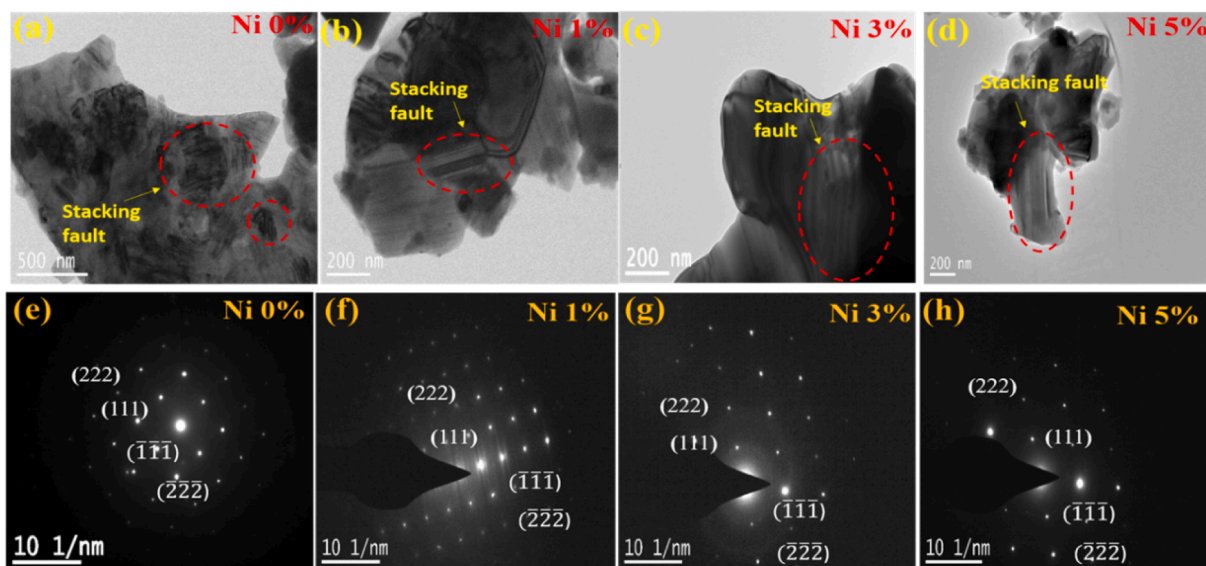 (a) Ni 0%
Stacking
fault
500 nm
(b) Ni 1%
Stacking
fault
200 nm
(c) Ni 3%
Stacking
fault
200 nm
(d) Ni 5%
Stacking fault
200 nm
(e) Ni 0%
(222)
(111)
(1̅1̅1̅)
(2̅2̅2̅)
10 1/nm
(f) Ni 1%
(222)
(111)
(1̅1̅1̅)
(2̅2̅2̅)
10 1/nm
(g) Ni 3%
(222)
(111)
(1̅1̅1̅)
(2̅2̅2̅)
10 1/nm
(h) Ni 5%
(222)
(111)
(1̅1̅1̅)
(2̅2̅2̅)
10 1/nm